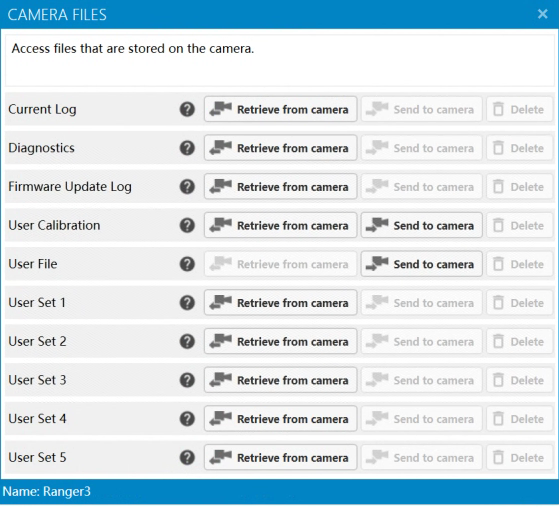 CAMERA FILES
Access files that are stored on the camera.
Current Log ? Retrieve from camera Send to camera Delete
Diagnostics ? Retrieve from camera Send to camera Delete
Firmware Update Log ? Retrieve from camera Send to camera Delete
User Calibration ? Retrieve from camera Send to camera Delete
User File ? Retrieve from camera Send to camera Delete
User Set 1 ? Retrieve from camera Send to camera Delete
User Set 2 ? Retrieve from camera Send to camera Delete
User Set 3 ? Retrieve from camera Send to camera Delete
User Set 4 ? Retrieve from camera Send to camera Delete
User Set 5 ? Retrieve from camera Send to camera Delete
Name: Ranger3